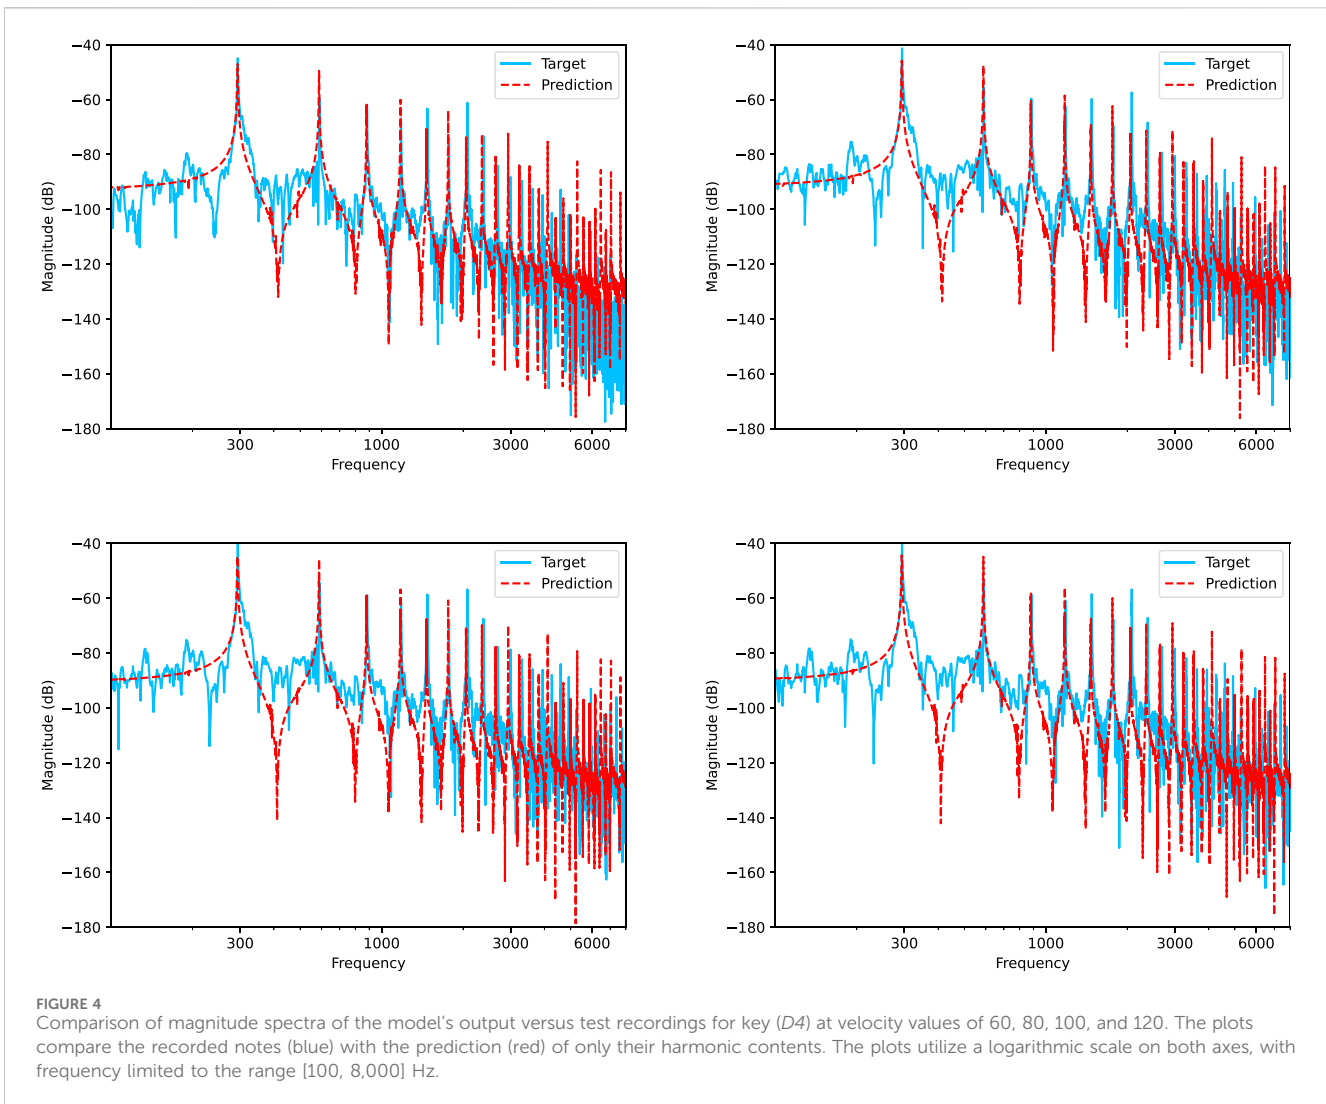 −40
−60
−80
−100
−120
−140
−160
−180
Magnitude (dB)
300
1000
3000
6000
Frequency
Target
Prediction
−40
−60
−80
−100
−120
−140
−160
−180
Magnitude (dB)
300
1000
3000
6000
Frequency
Target
Prediction
−40
−60
−80
−100
−120
−140
−160
−180
Magnitude (dB)
300
1000
3000
6000
Frequency
Target
Prediction
−40
−60
−80
−100
−120
−140
−160
−180
Magnitude (dB)
300
1000
3000
6000
Frequency
Target
Prediction
FIGURE 4
Comparison of magnitude spectra of the model’s output versus test recordings for key (D4) at velocity values of 60, 80, 100, and 120. The plots
compare the recorded notes (blue) with the prediction (red) of only their harmonic contents. The plots utilize a logarithmic scale on both axes, with
frequency limited to the range [100, 8,000] Hz.